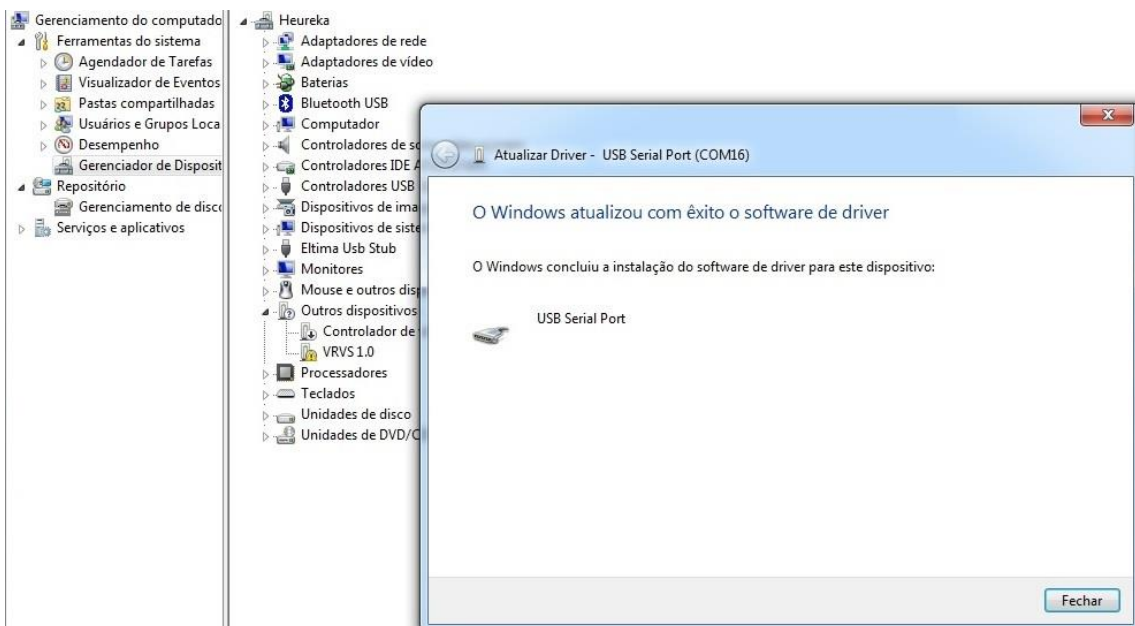 Gerenciamento do computado
Ferramentas do sistema
Agendador de Tarefas
Visualizador de Eventos
Pastas compartilhadas
Usuários e Grupos Loca
Desempenho
Gerenciador de Disposit
Repositório
Gerenciamento de disco
Serviços e aplicativos
Heureka
Adaptadores de rede
Adaptadores de vídeo
Baterias
Bluetooth USB
Computador
Controladores de so
Controladores IDE A
Controladores USB
Dispositivos de ima
Dispositivos de siste
Eltima Usb Stub
Monitores
Mouse e outros disp
Outros dispositivos
Controlador de
VRVS 1.0
Processadores
Teclados
Unidades de disco
Unidades de DVD/C
Atualizar Driver - USB Serial Port (COM16)
O Windows atualizou com êxito o software de driver
O Windows concluiu a instalação do software de driver para este dispositivo:
USB Serial Port
Fechar